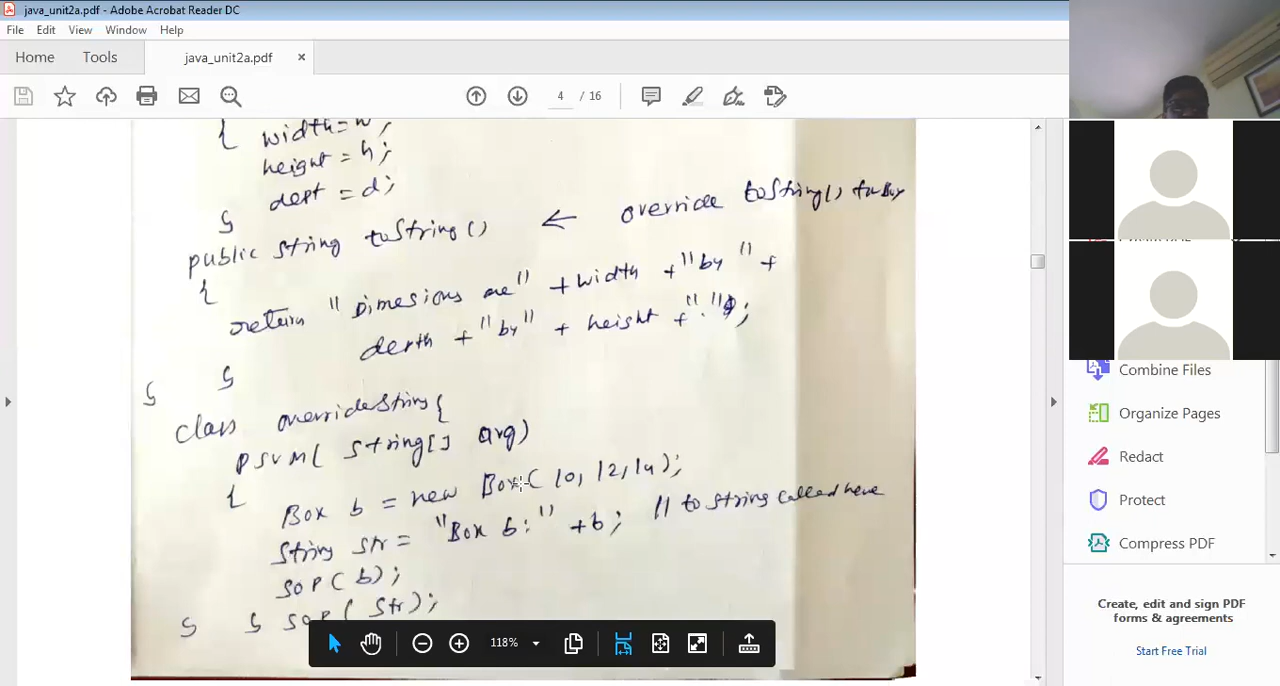 java_unit2a.pdf - Adobe Acrobat Reader DC
File Edit View Window Help
Home Tools java_unit2a.pdf ×
4 / 16
{ width=w;
height = h;
dept = d;
}
public string toString() ← override toString()
{
return "Dimesions are" + width + "by" +
depth + "by" + height + ".";
} }
class overrideString{
psvm( string[] arg)
{
Box b = new Box( 10, 12, 14);
String str = "Box b:" + b; // to string called here
sop( b);
} } sop( str);
118%
Combine Files
Organize Pages
Redact
Protect
Compress PDF
Create, edit and sign PDF
forms & agreements
Start Free Trial